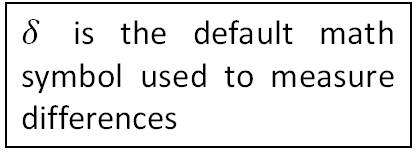 δ is the default math
symbol used to measure
differences